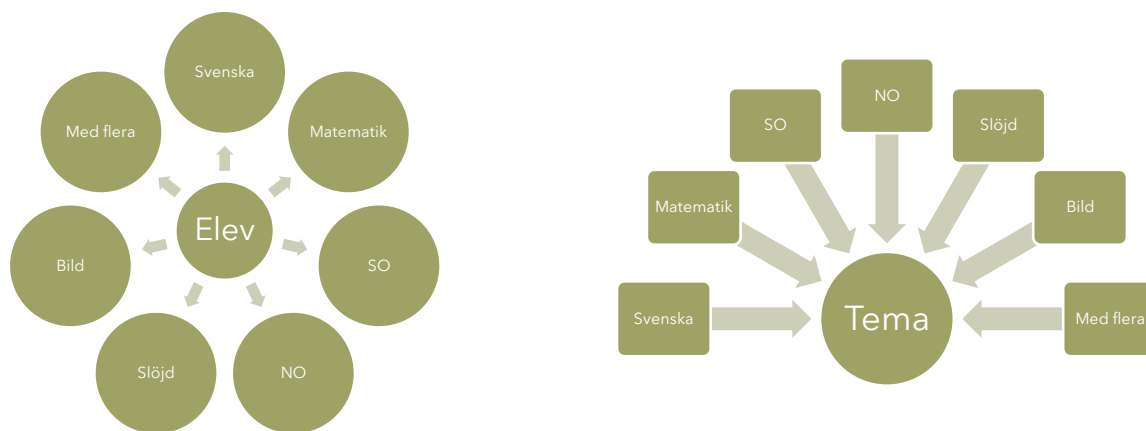 Svenska
Med flera
Matematik
Elev
Bild
SO
Slöjd
NO
NO
SO
Slöjd
Matematik
Bild
Svenska
Tema
Med flera